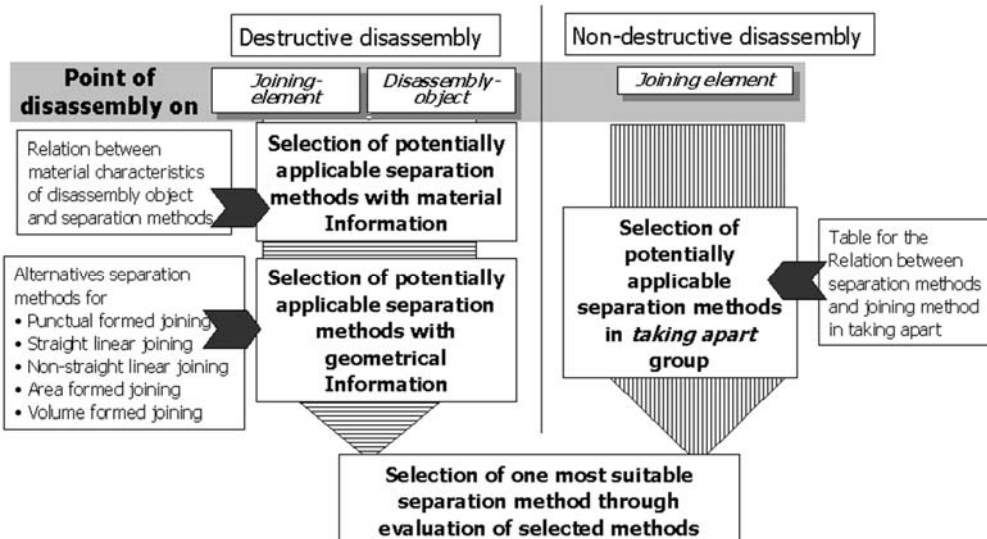 Destructive disassembly
Non-destructive disassembly
Point of
disassembly on
Joining-
element
Disassembly-
object
Joining element
Relation between
material characteristics
of disassembly object
and separation methods
Selection of potentially
applicable separation
methods with material
Information
Alternatives separation
methods for
• Punctual formed joining
• Straight linear joining
• Non-straight linear joining
• Area formed joining
• Volume formed joining
Selection of potentially
applicable separation
methods with
geometrical
Information
Selection of
potentially
applicable
separation methods
in taking apart
group
Table for the
Relation between
separation methods
and joining method
in taking apart
Selection of one most suitable
separation method through
evaluation of selected methods